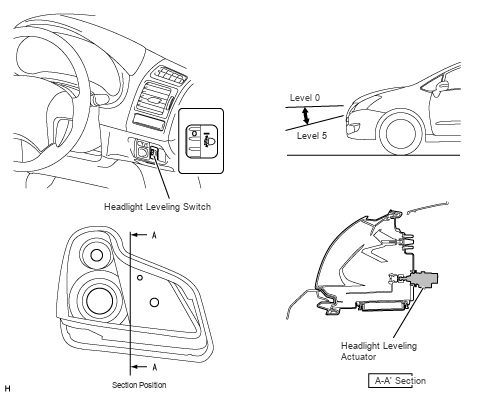 Level 0
Level 5
Headlight Leveling Switch
A
A
Section Position
Headlight Leveling
Actuator
A-A' Section
H